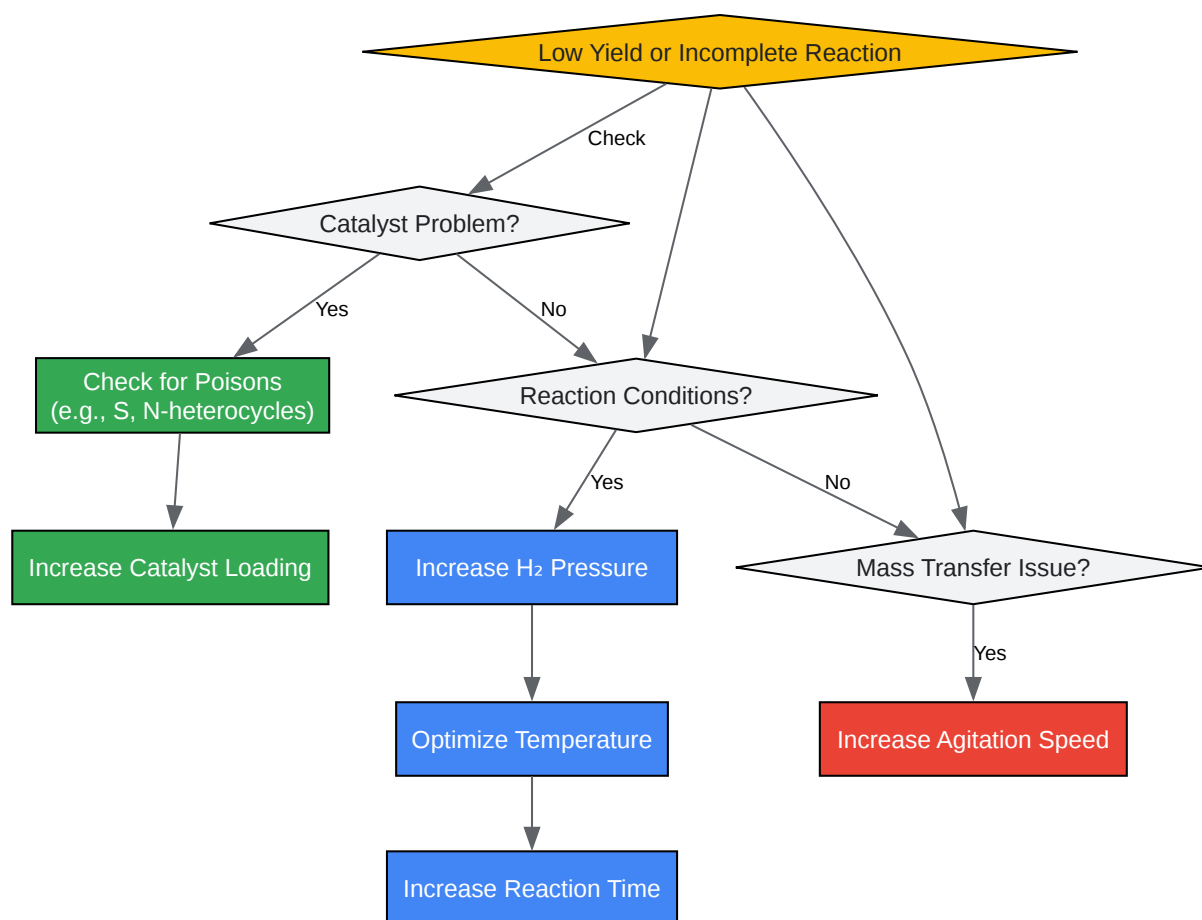 Low Yield or Incomplete Reaction
Check
Catalyst Problem?
Yes
No
Check for Poisons
(e.g., S, N-heterocycles)
Reaction Conditions?
Yes
No
Increase Catalyst Loading
Increase H₂ Pressure
Mass Transfer Issue?
Yes
Optimize Temperature
Increase Agitation Speed
Increase Reaction Time